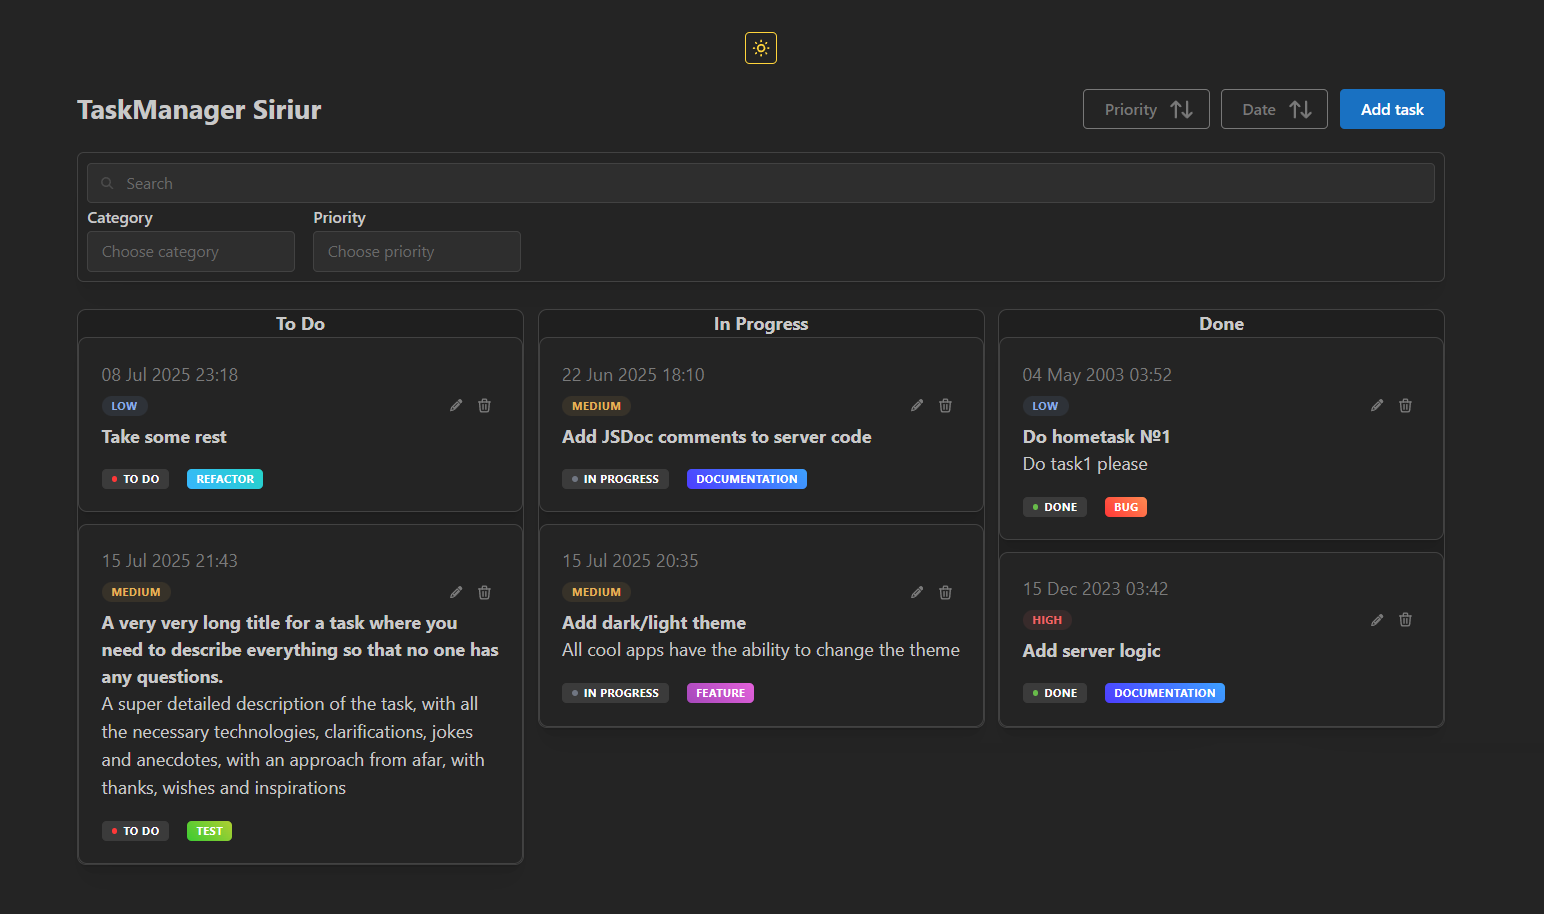 TaskManager Siriur
Priority
Date
Add task
Search
Category
Priority
Choose category
Choose priority
To Do
08 Jul 2025 23:18
LOW
Take some rest
TO DO
REFACTOR
15 Jul 2025 21:43
MEDIUM
A very very long title for a task where you
need to describe everything so that no one has
any questions.
A super detailed description of the task, with all
the necessary technologies, clarifications, jokes
and anecdotes, with an approach from afar, with
thanks, wishes and inspirations
TO DO
TEST
In Progress
22 Jun 2025 18:10
MEDIUM
Add JSDoc comments to server code
IN PROGRESS
DOCUMENTATION
15 Jul 2025 20:35
MEDIUM
Add dark/light theme
All cool apps have the ability to change the theme
IN PROGRESS
FEATURE
Done
04 May 2003 03:52
LOW
Do hometask №1
Do task1 please
DONE
BUG
15 Dec 2023 03:42
HIGH
Add server logic
DONE
DOCUMENTATION